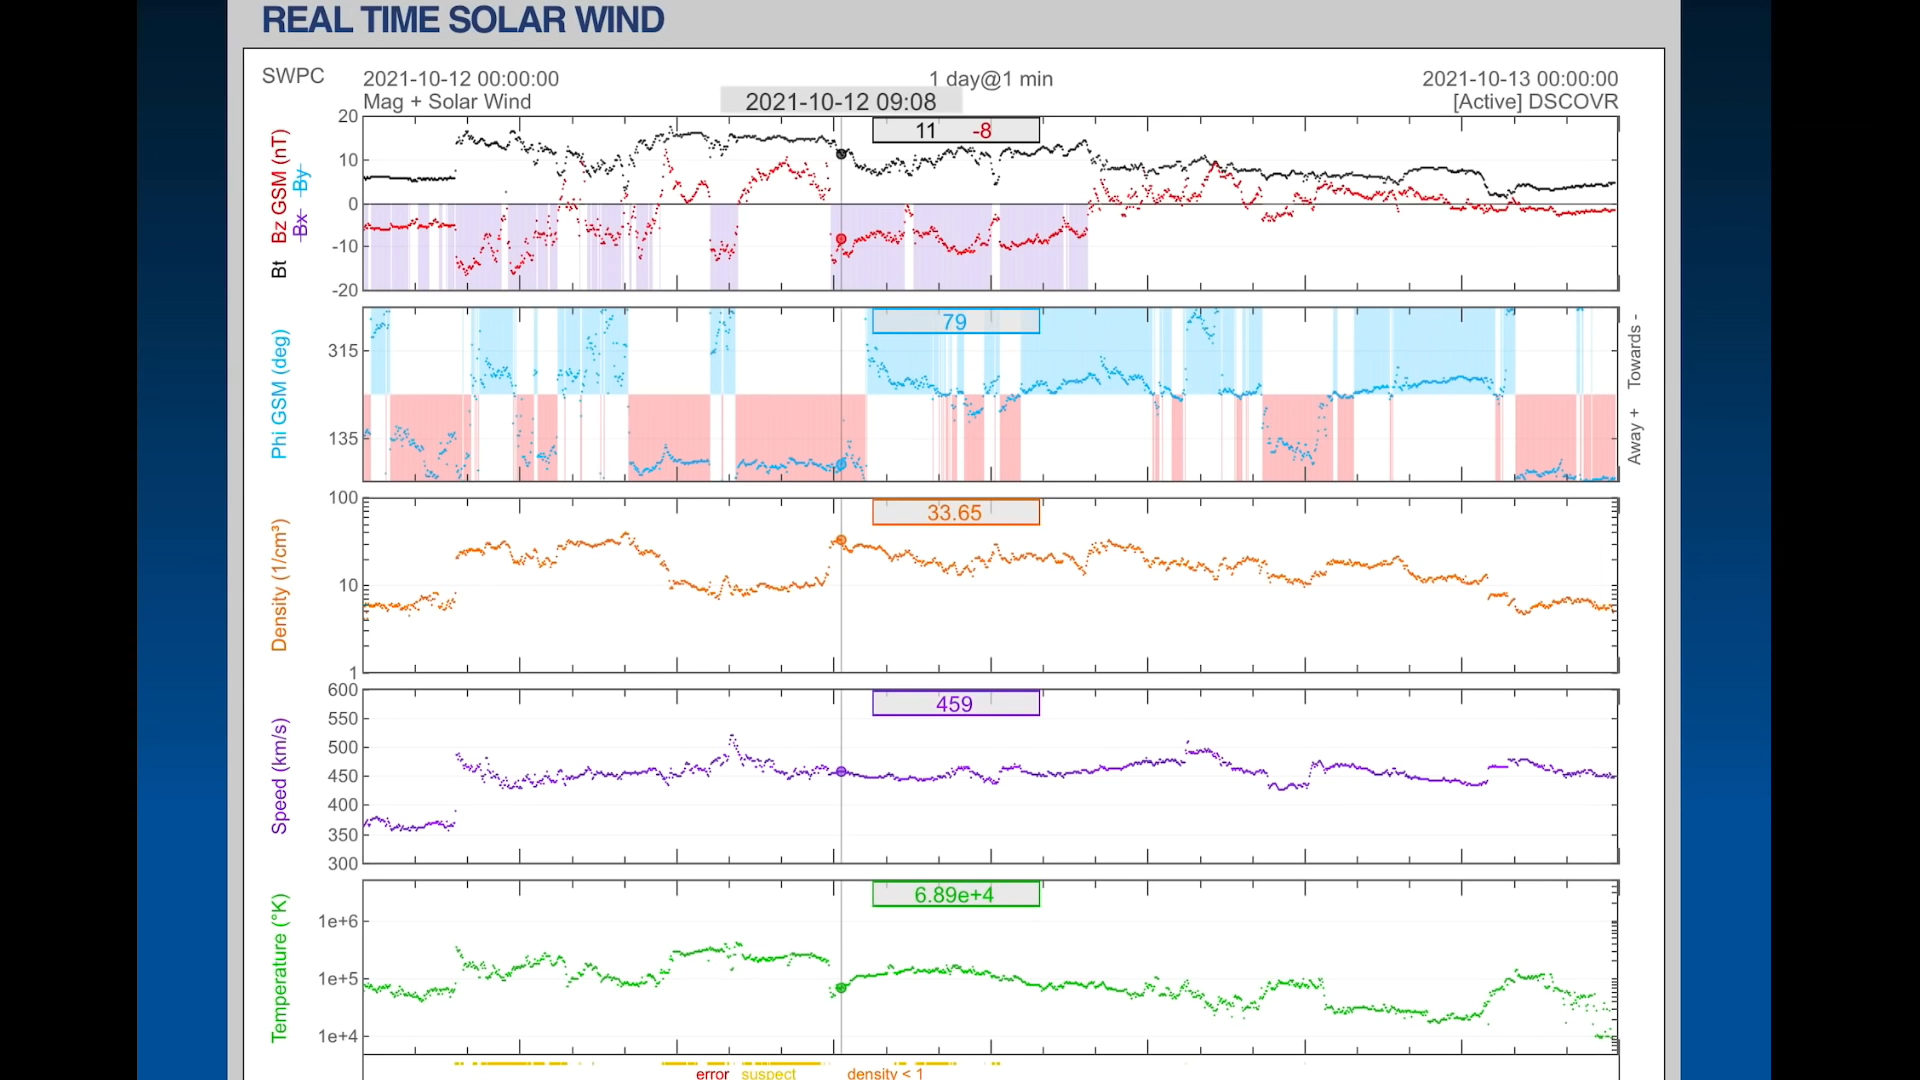 REAL TIME SOLAR WIND
SWPC 2021-10-12 00:00:00 1 day@1 min 2021-10-13 00:00:00
Mag + Solar Wind 2021-10-12 09:08 [Active] DSCOVR
Bt Bz GSM (nT)
Bx By
20
10
0
-10
-20
11 -8
Phi GSM (deg)
315
135
79
Away + Towards -
Density (1/cm³)
100
10
1
33.65
Speed (km/s)
600
550
500
450
400
350
300
459
Temperature (°K)
1e+6
1e+5
1e+4
6.89e+4
error suspect density < 1